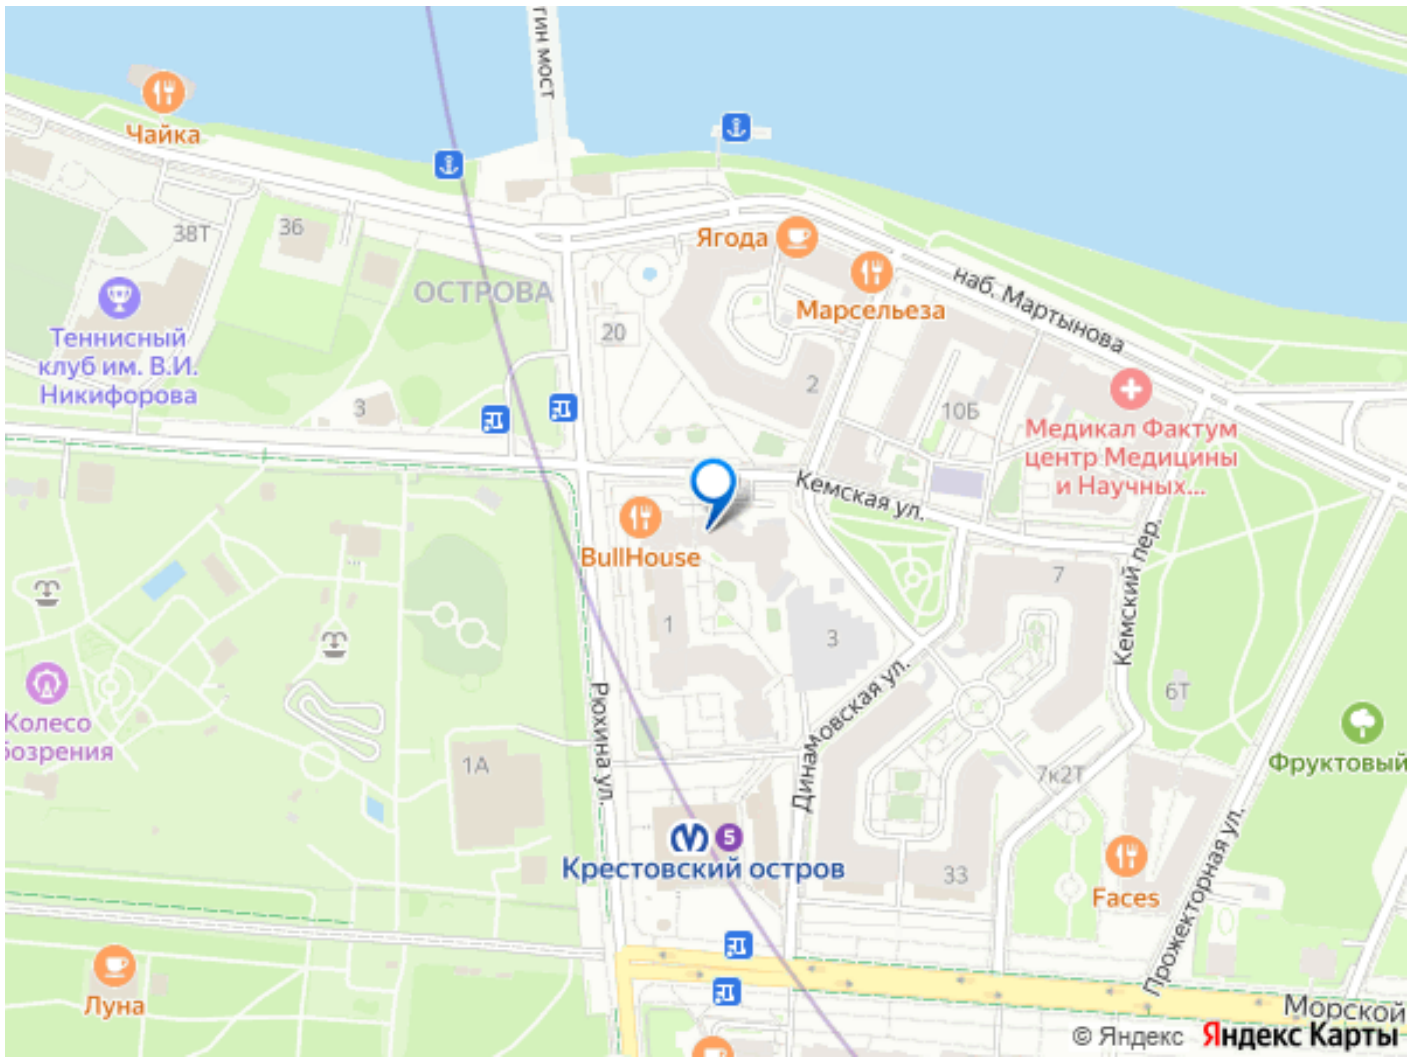 гин мост
Чайка
38Т
36
Ягода
наб. Мартынова
ОСТРОВА
Марсельеза
Теннисный
клуб им. В.И.
Никифорова
20
2
3
10Б
Медикал Фактум
центр Медицины
и Научных...
Кемская ул.
BullHouse
Кемский пер.
7
1
3
Рюхина ул.
Динамовская ул.
6Т
Колесо
бозрения
Фруктовый
1А
7к2Т
5
Крестовский остров
33
Faces
Прожекторная ул.
Луна
Морской
© Яндекс Яндекс Карты